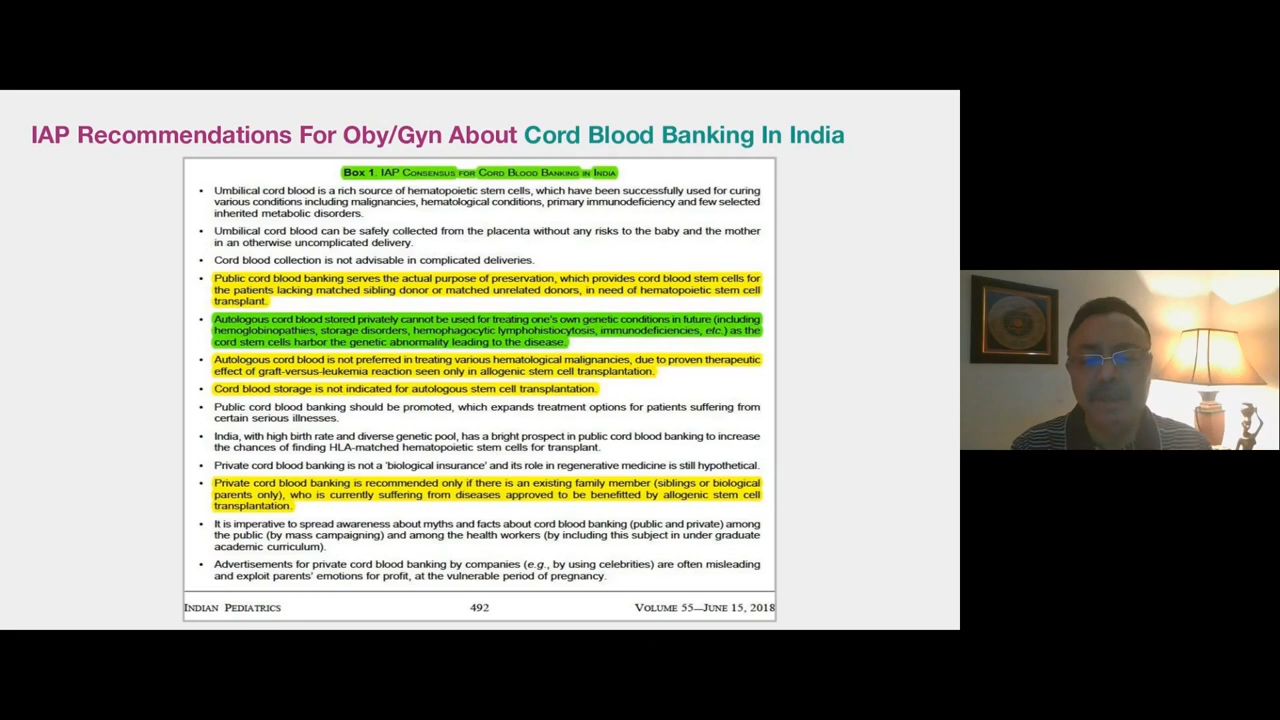 IAP Recommendations For Oby/Gyn About Cord Blood Banking In India
Box 1. IAP CONSENSUS FOR CORD BLOOD BANKING IN INDIA
• Umbilical cord blood is a rich source of hematopoietic stem cells, which have been successfully used for curing
various conditions including malignancies, hematological conditions, primary immunodeficiency and few selected
inherited metabolic disorders.
• Umbilical cord blood can be safely collected from the placenta without any risks to the baby and the mother
in an otherwise uncomplicated delivery.
• Cord blood collection is not advisable in complicated deliveries.
• Public cord blood banking serves the actual purpose of preservation, which provides cord blood stem cells for
the patients lacking matched sibling donor or matched unrelated donors, in need of hematopoietic stem cell
transplant.
• Autologous cord blood stored privately cannot be used for treating one's own genetic conditions in future (including
hemoglobinopathies, storage disorders, hemophagocytic lymphohistiocytosis, immunodeficiencies, etc.) as the
cord stem cells harbor the genetic abnormality leading to the disease.
• Autologous cord blood is not preferred in treating various hematological malignancies, due to proven therapeutic
effect of graft-versus-leukemia reaction seen only in allogenic stem cell transplantation.
• Cord blood storage is not indicated for autologous stem cell transplantation.
• Public cord blood banking should be promoted, which expands treatment options for patients suffering from
certain serious illnesses.
• India, with high birth rate and diverse genetic pool, has a bright prospect in public cord blood banking to increase
the chances of finding HLA-matched hematopoietic stem cells for transplant.
• Private cord blood banking is not a 'biological insurance' and its role in regenerative medicine is still hypothetical.
• Private cord blood banking is recommended only if there is an existing family member (siblings or biological
parents only), who is currently suffering from diseases approved to be benefitted by allogenic stem cell
transplantation.
• It is imperative to spread awareness about myths and facts about cord blood banking (public and private) among
the public (by mass campaigning) and among the health workers (by including this subject in under graduate
academic curriculum).
• Advertisements for private cord blood banking by companies (e.g., by using celebrities) are often misleading
and exploit parents' emotions for profit, at the vulnerable period of pregnancy.
INDIAN PEDIATRICS 492 VOLUME 55—JUNE 15, 2018